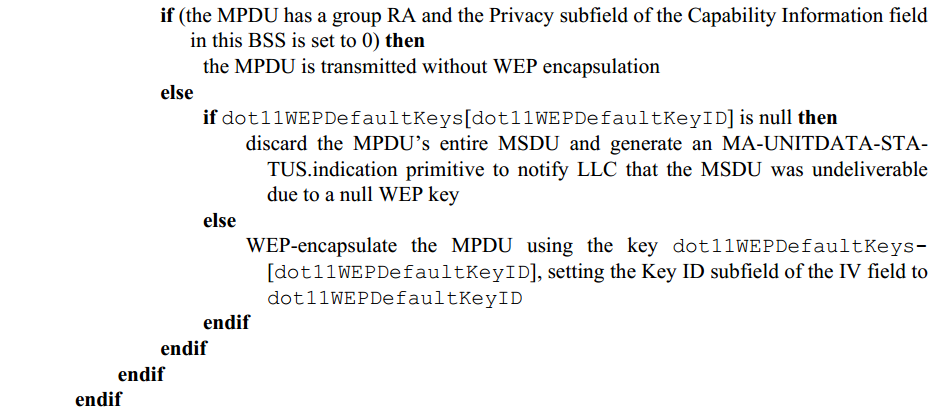 if (the MPDU has a group RA and the Privacy subfield of the Capability Information field
in this BSS is set to 0) then
the MPDU is transmitted without WEP encapsulation
else
if dot11WEPDefaultKeys[dot11WEPDefaultKeyID] is null then
discard the MPDU's entire MSDU and generate an MA-UNITDATA-STA-
TUS.indication primitive to notify LLC that the MSDU was undeliverable
due to a null WEP key
else
WEP-encapsulate the MPDU using the key dot11WEPDefaultKeys-
[dot11WEPDefaultKeyID], setting the Key ID subfield of the IV field to
dot11WEPDefaultKeyID
endif
endif
endif
endif